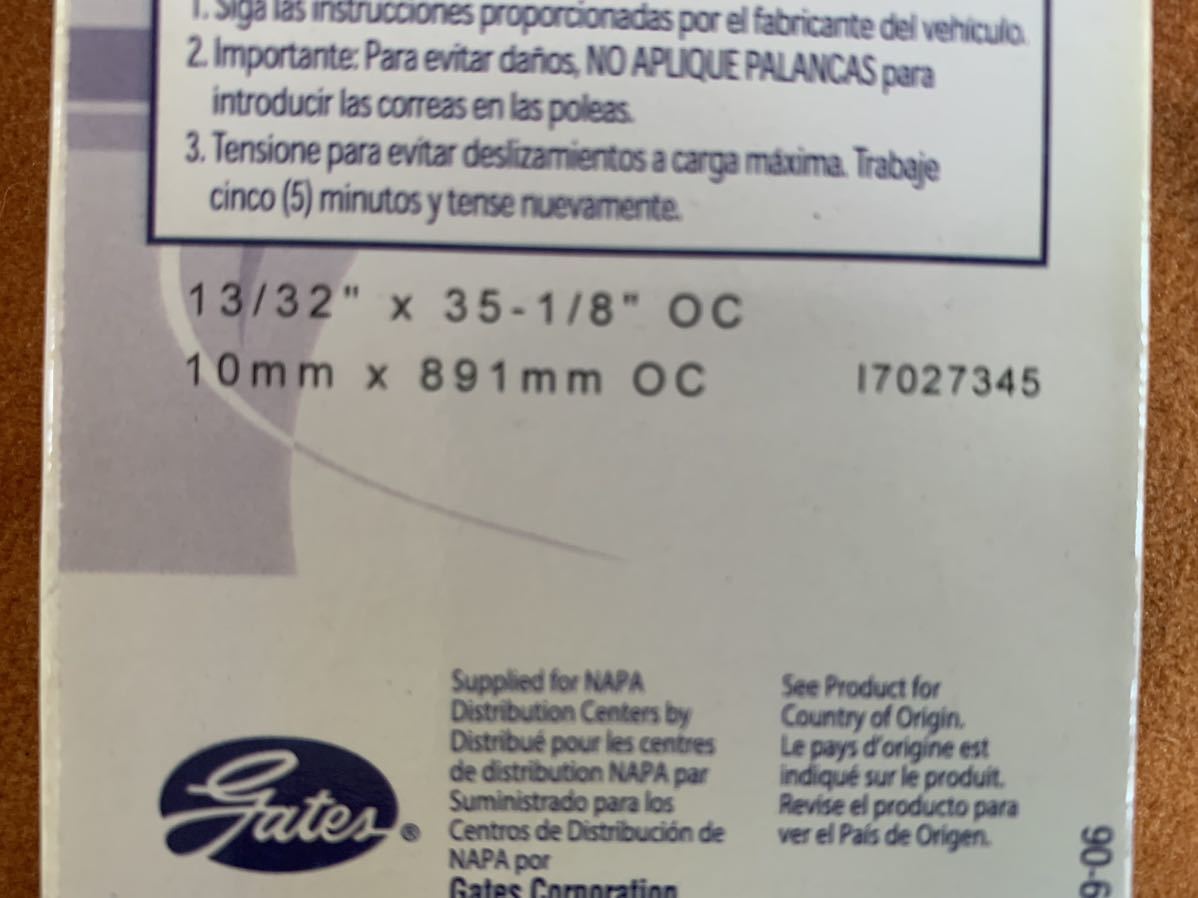 1. Siga las instrucciones proporcionadas por el fabricante del vehículo.
2. Importante: Para evitar daños, NO APLIQUE PALANCAS para
introducir las correas en las poleas.
3. Tensione para evitar deslizamientos a carga máxima. Trabaje
cinco (5) minutos y tense nuevamente.
13/32" x 35-1/8" OC
10mm x 891mm OC I7027345
Supplied for NAPA
Distribution Centers by
Distribué pour les centres
de distribution NAPA par
Suministrado para los
Centros de Distribución de
NAPA por
Gates Corporation
See Product for
Country of Origin.
Le pays d'origine est
indiqué sur le produit.
Revise el producto para
ver el País de Origen.
Gates®